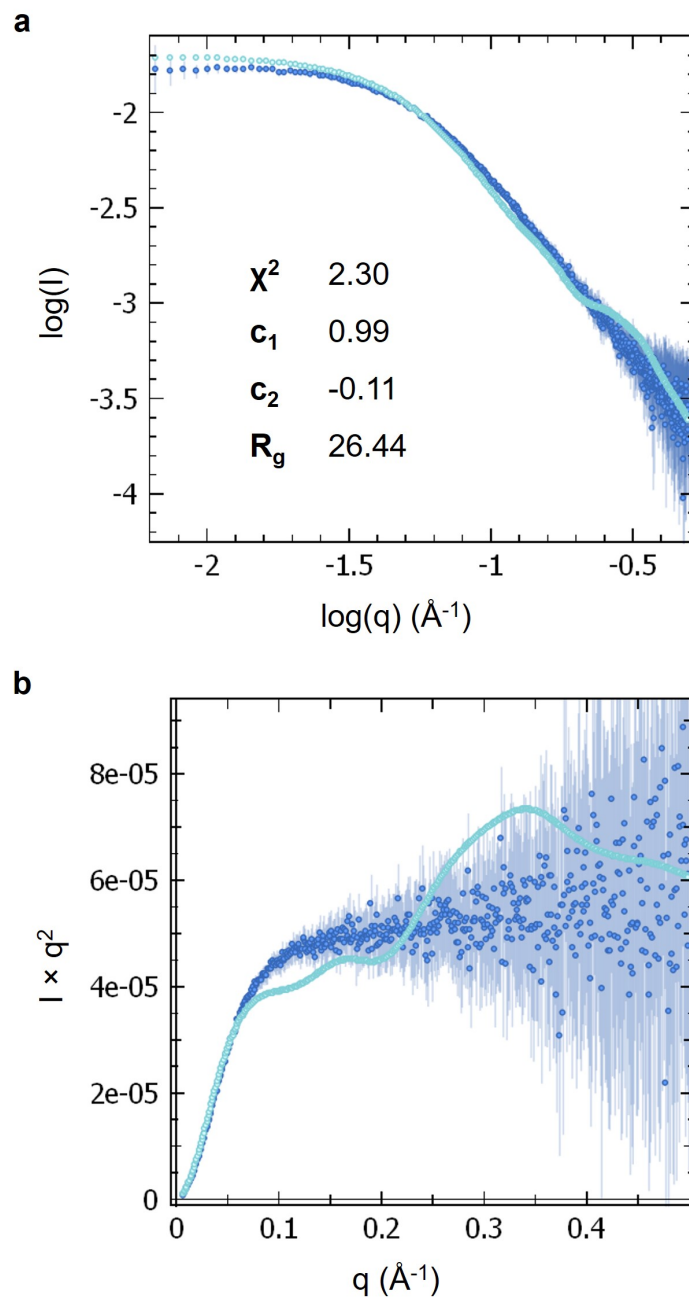 a
log(I)
-2
-2.5
-3
-3.5
-4
χ² 2.30
c₁ 0.99
c₂ -0.11
Rg 26.44
-2 -1.5 -1 -0.5
log(q) (Å⁻¹)
b
I × q²
8e-05
6e-05
4e-05
2e-05
0
0 0.1 0.2 0.3 0.4
q (Å⁻¹)